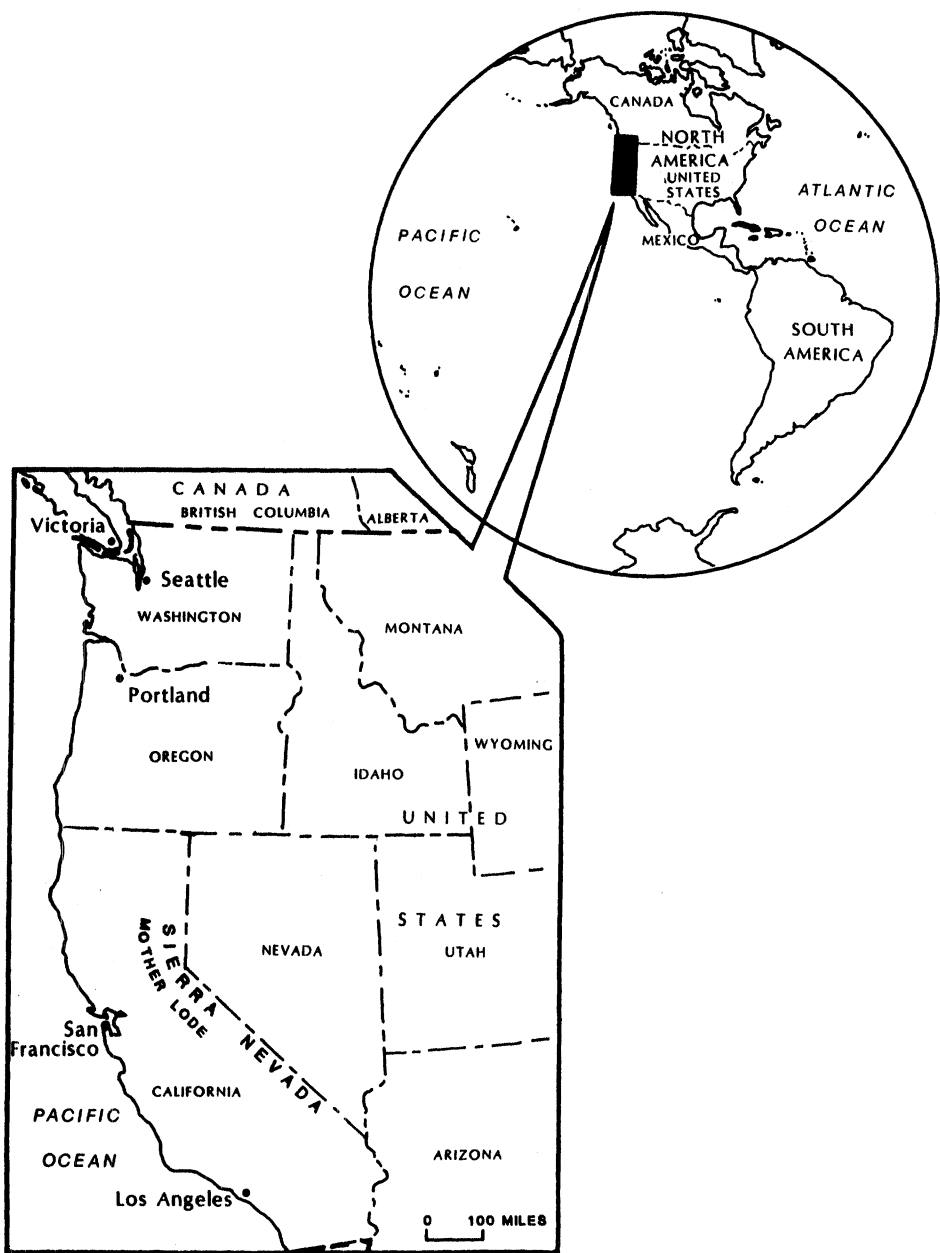 CANADA
NORTH
AMERICA
UNITED
STATES
ATLANTIC
OCEAN
PACIFIC
OCEAN
MEXICO
SOUTH
AMERICA
CANADA
BRITISH COLUMBIA
ALBERTA
Victoria
Seattle
WASHINGTON
MONTANA
Portland
OREGON
WYOMING
IDAHO
UNITED
STATES
SIERRA NEVADA
MOTHER LODE
NEVADA
UTAH
San
Francisco
CALIFORNIA
PACIFIC
OCEAN
ARIZONA
Los Angeles
0 100 MILES